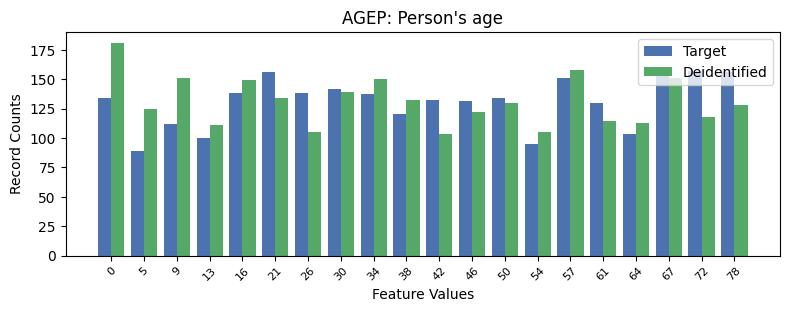 AGEP: Person's age
Target
Deidentified
Record Counts
175
150
125
100
75
50
25
0
0 5 9 13 16 21 26 30 34 38 42 46 50 54 57 61 64 67 72 78
Feature Values